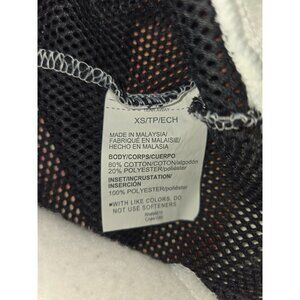 XS/TP/ECH
MADE IN MALAYSIA/
FABRIQUÉ EN MALAISIE/
HECHO EN MALASIA
BODY/CORPS/CUERPO
80% COTTON/COTON/algodón
20% POLYESTER/poliéster
INSET/INCRUSTATION/
INSERCIÓN
100% POLYESTER/poliéster
*WITH LIKE COLORS, DO
NOT USE SOFTENERS